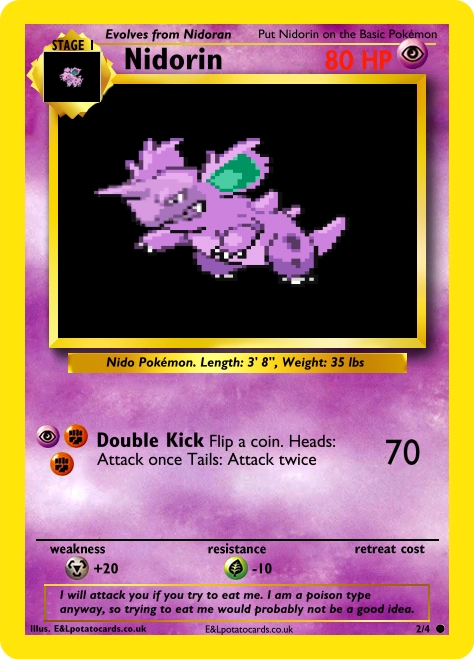 Evolves from Nidoran
Put Nidorin on the Basic Pokémon
STAGE 1
Nidorin
80 HP
Nido Pokémon. Length: 3' 8", Weight: 35 lbs
Double Kick Flip a coin. Heads:
Attack once Tails: Attack twice
70
weakness
resistance
retreat cost
+20
-10
I will attack you if you try to eat me. I am a poison type
anyway, so trying to eat me would probably not be a good idea.
Illus. E&Lpotatocards.co.uk
E&Lpotatocards.co.uk
2/4